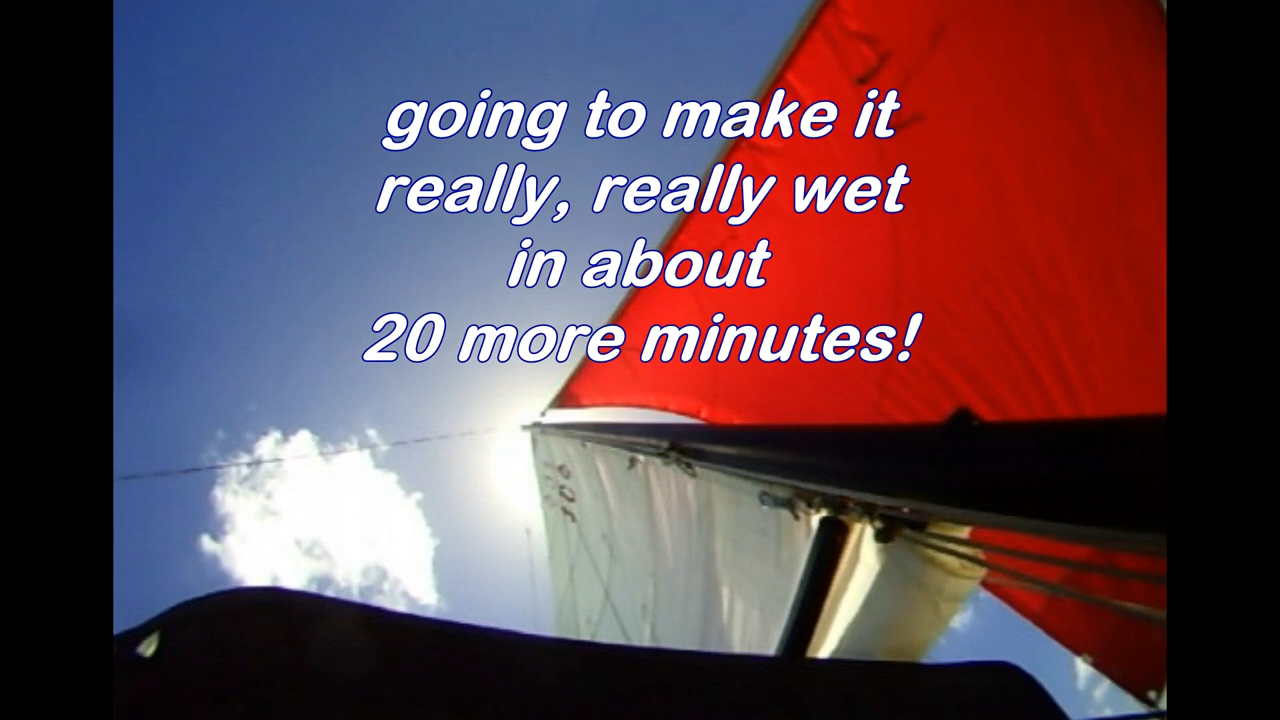 going to make it
really, really wet
in about
20 more minutes!